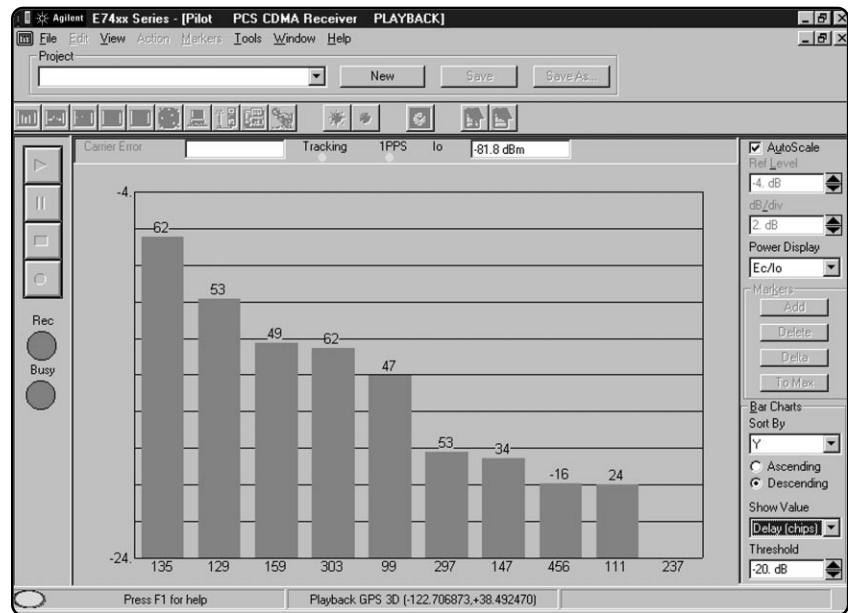 Agilent E74xx Series - [Pilot PCS CDMA Receiver PLAYBACK]
File Edit View Action Markers Tools Window Help
Project
New Save Save As...
Carrier Error Tracking 1PPS Io -81.8 dBm
-4.
62
53
49
62
47
53
34
-16
24
-24.
135 129 159 303 99 297 147 456 111 237
Rec
Busy
AutoScale
Ref Level
-4. dB
dB/div
2. dB
Power Display
Ec/Io
Markers
Add
Delete
Delta
To Max
Bar Charts
Sort By
Y
Ascending
Descending
Show Value
Delay (chips)
Threshold
-20. dB
Press F1 for help Playback GPS 3D (-122.706873,+38.492470)